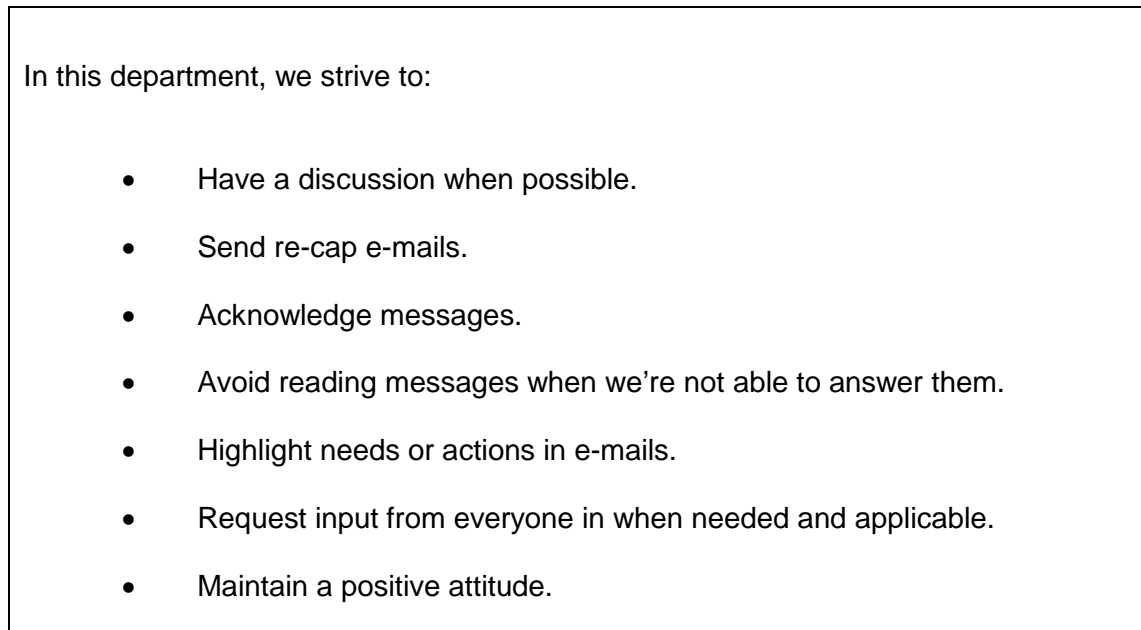 In this department, we strive to:
• Have a discussion when possible.
• Send re-cap e-mails.
• Acknowledge messages.
• Avoid reading messages when we're not able to answer them.
• Highlight needs or actions in e-mails.
• Request input from everyone in when needed and applicable.
• Maintain a positive attitude.